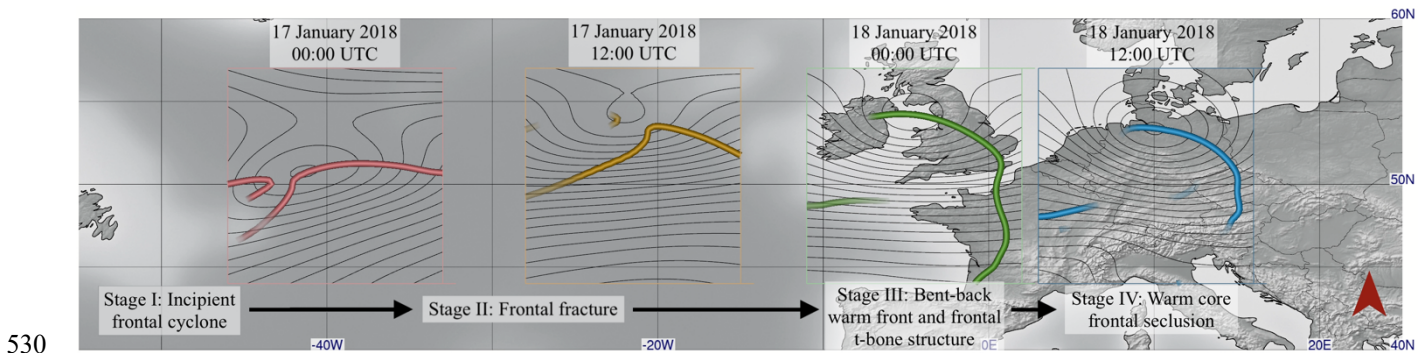 60N
17 January 2018
00:00 UTC
17 January 2018
12:00 UTC
18 January 2018
00:00 UTC
18 January 2018
12:00 UTC
50N
Stage I: Incipient
frontal cyclone
Stage II: Frontal fracture
Stage III: Bent-back
warm front and frontal
t-bone structure
Stage IV: Warm core
frontal seclusion
530
-40W
-20W
0E
20E
40N